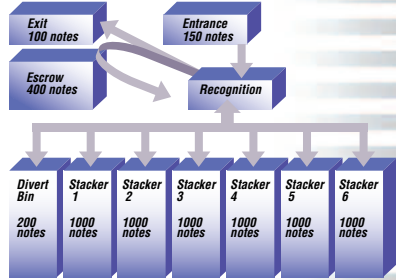 Exit
100 notes
Entrance
150 notes
Escrow
400 notes
Recognition
Divert
Bin
200
notes
Stacker
1
1000
notes
Stacker
2
1000
notes
Stacker
3
1000
notes
Stacker
4
1000
notes
Stacker
5
1000
notes
Stacker
6
1000
notes